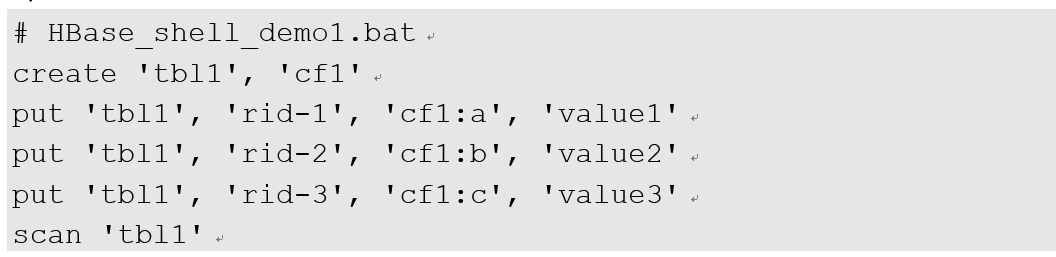 # HBase_shell_demo1.bat
create 'tbl1', 'cf1'
put 'tbl1', 'rid-1', 'cf1:a', 'value1'
put 'tbl1', 'rid-2', 'cf1:b', 'value2'
put 'tbl1', 'rid-3', 'cf1:c', 'value3'
scan 'tbl1'